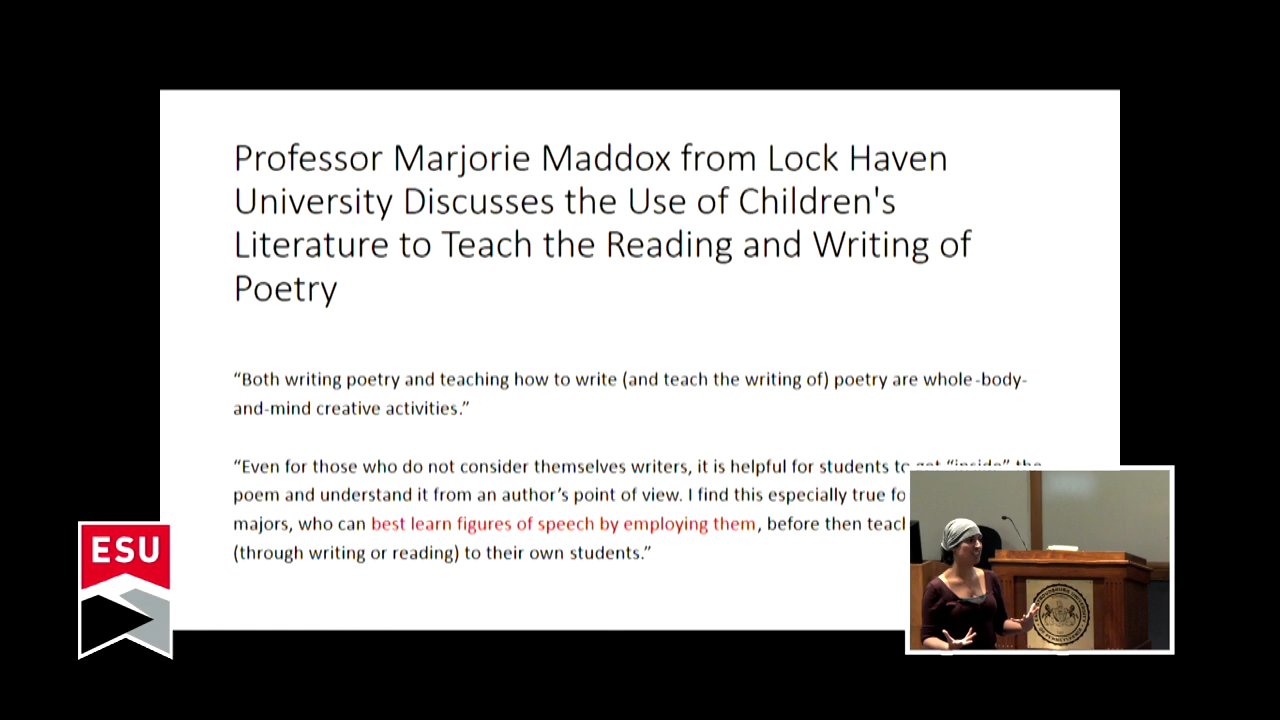 Professor Marjorie Maddox from Lock Haven
University Discusses the Use of Children's
Literature to Teach the Reading and Writing of
Poetry
“Both writing poetry and teaching how to write (and teach the writing of) poetry are whole-body-
and-mind creative activities.”
“Even for those who do not consider themselves writers, it is helpful for students to get “inside” the
poem and understand it from an author’s point of view. I find this especially true
majors, who can best learn figures of speech by employing them, before then
(through writing or reading) to their own students.”
ESU